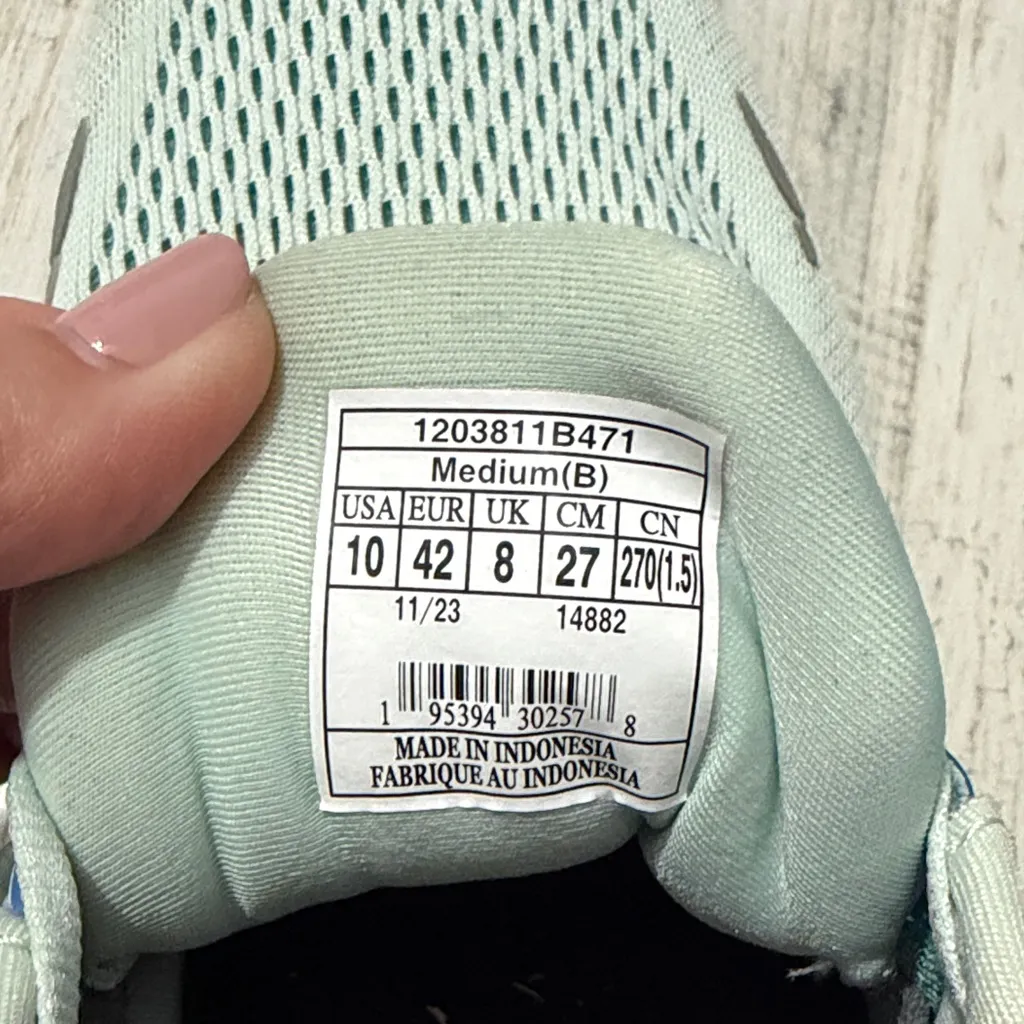 1203811B471
Medium(B)
USA EUR UK CM CN
10 42 8 27 270(1.5)
11/23 14882
1 95394 30257 8
MADE IN INDONESIA
FABRIQUE AU INDONESIA